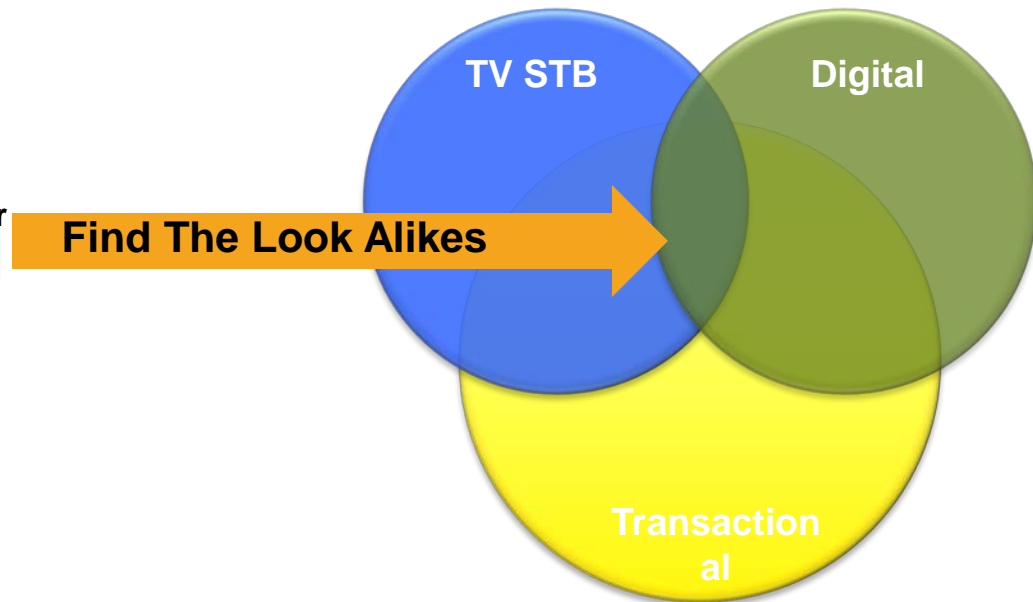 TV STB
Digital
r
Find The Look Alikes
Transaction
al